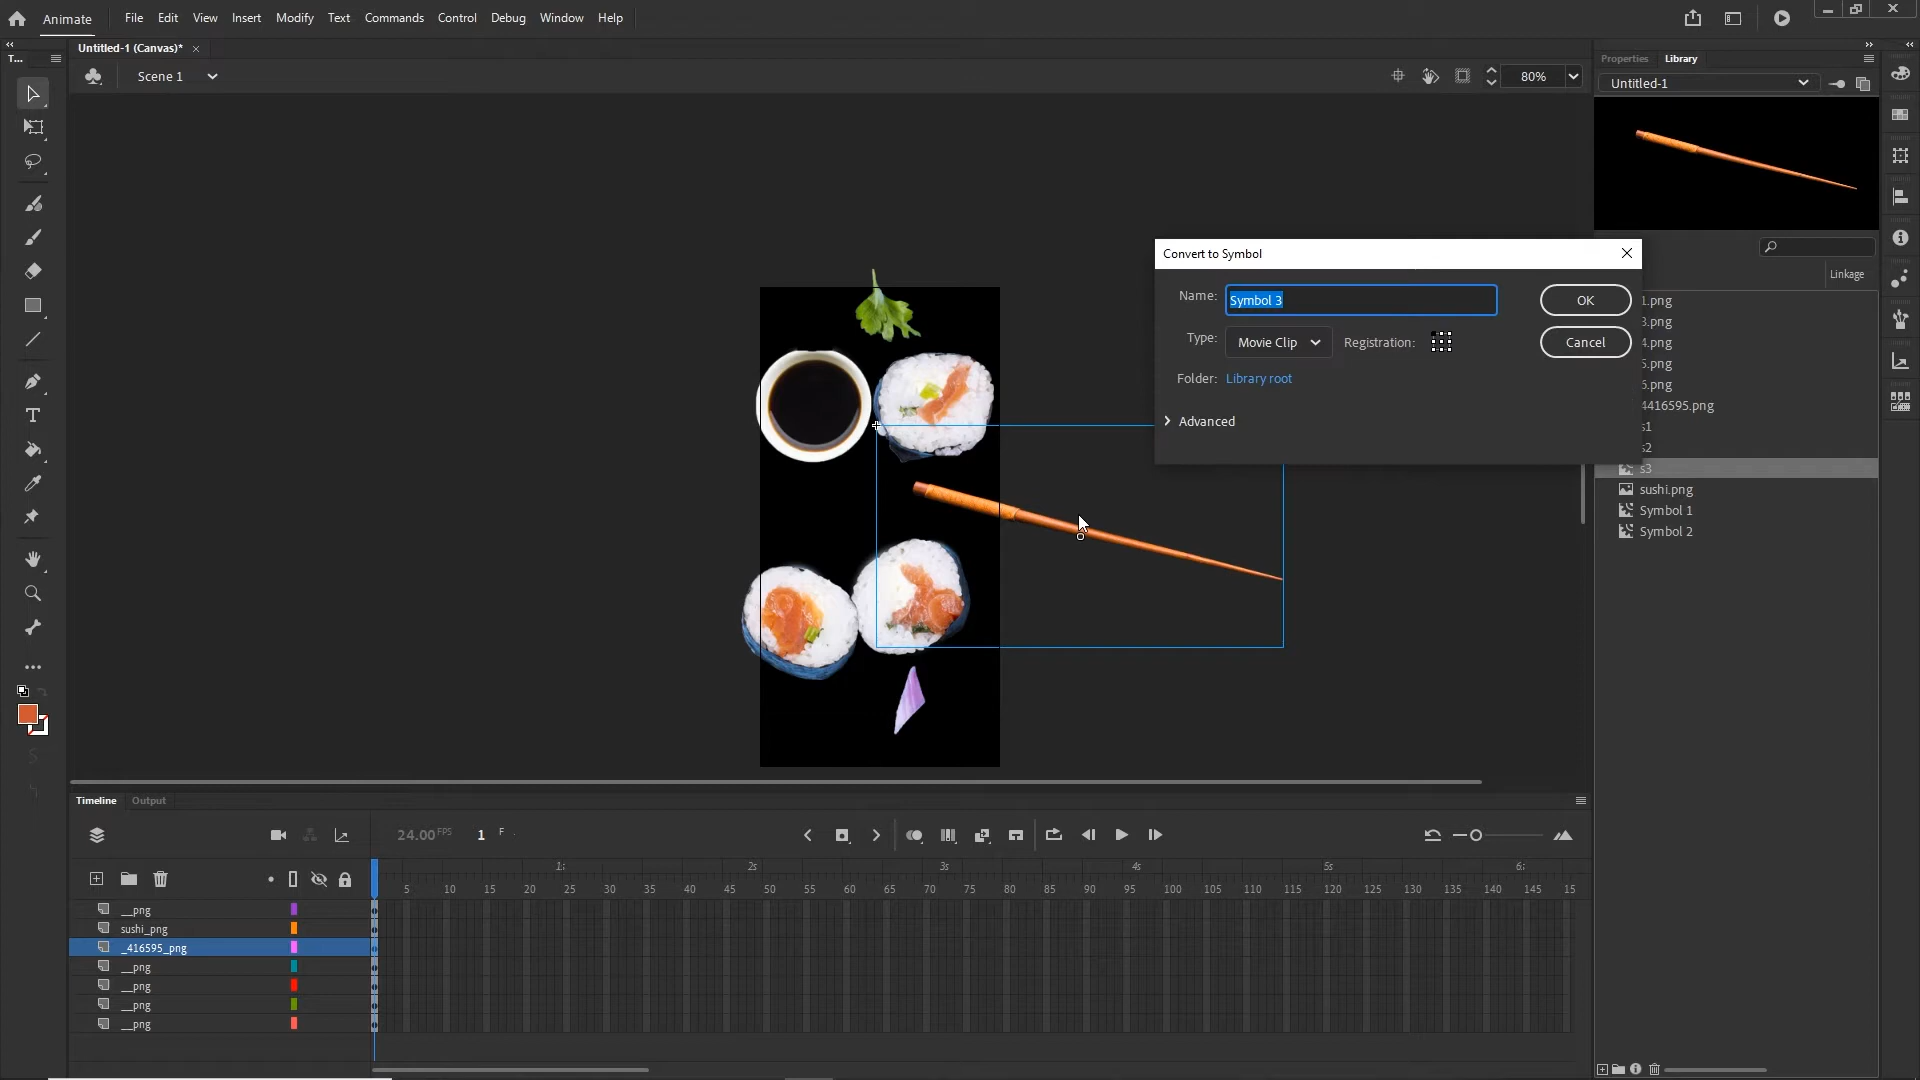 Animate File Edit View Insert Modify Text Commands Control Debug Window Help
Untitled-1 (Canvas)*
Scene 1
80%
T...
Properties Library
Untitled-1
Linkage
1.png
3.png
4.png
5.png
6.png
4416595.png
s1
s2
s3
sushi.png
Symbol 1
Symbol 2
Convert to Symbol
Name: Symbol 3 OK
Type: Movie Clip Registration: Cancel
Folder: Library root
Advanced
Timeline Output
24.00 FPS 1 F
1s 2s 3s 4s 5s
5 10 15 20 25 30 35 40 45 50 55 60 65 70 75 80 85 90 95 100 105 110 115 120 125 130 135 140 145 15
__png
sushi_png
_416595_png
__png
__png
__png
__png